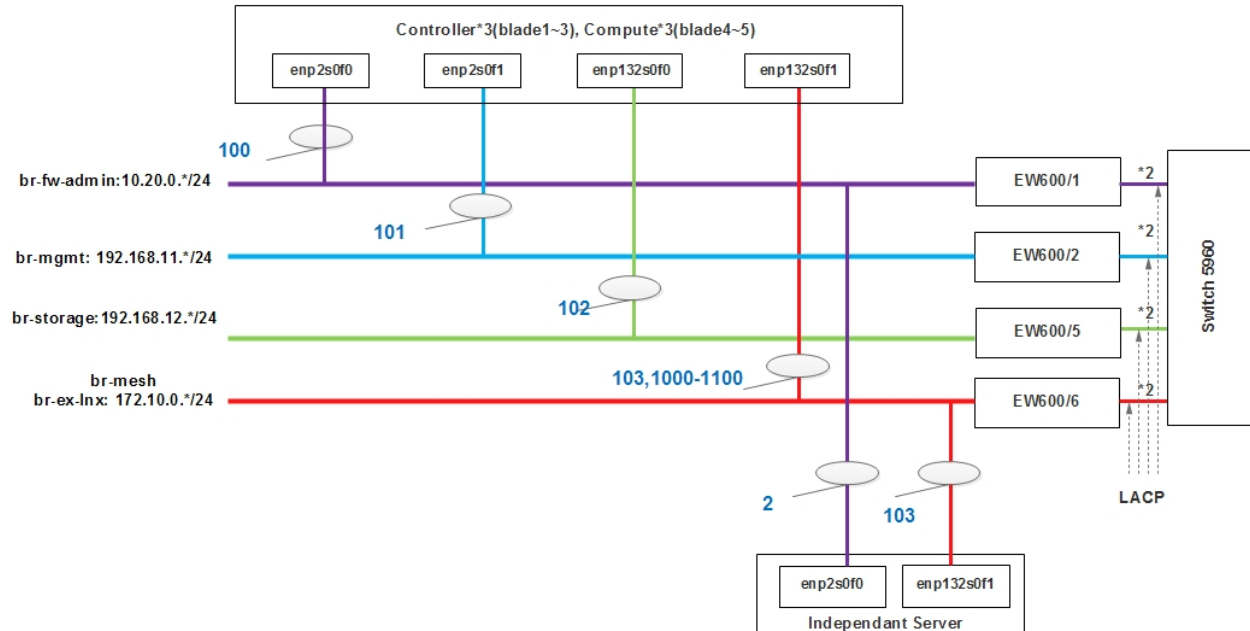 Controller*3(blade1~3), Compute*3(blade4~5)
enp2s0f0
enp2s0f1
enp132s0f0
enp132s0f1
100
br-fw-admin:10.20.0.*/24
EW600/1
*2
101
br-mgmt: 192.168.11.*/24
EW600/2
*2
Switch 5960
102
br-storage:192.168.12.*/24
EW600/5
*2
br-mesh
br-ex-lnx: 172.10.0.*/24
103,1000-1100
EW600/6
*2
2
103
LACP
enp2s0f0
enp132s0f1
Independant Server